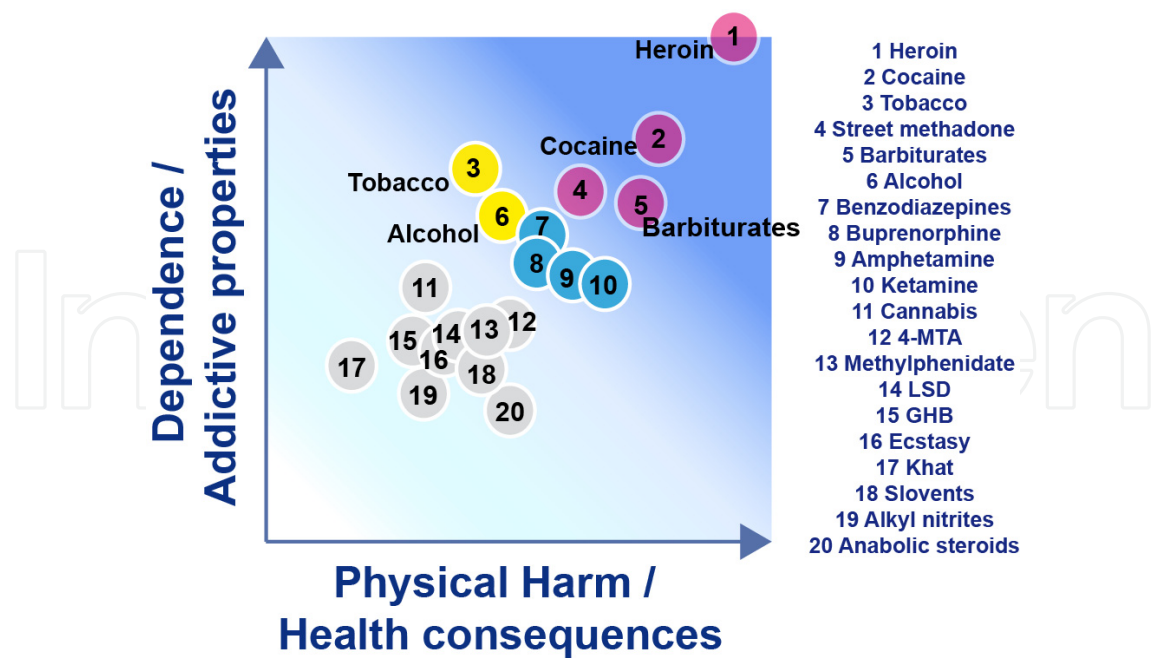 Dependence /
Addictive properties
Heroin
1
Cocaine
2
Tobacco
3
4
5
Barbiturates
Alcohol
6
7
8
9
10
11
12
13
14
15
16
17
18
19
20
Physical Harm /
Health consequences
1 Heroin
2 Cocaine
3 Tobacco
4 Street methadone
5 Barbiturates
6 Alcohol
7 Benzodiazepines
8 Buprenorphine
9 Amphetamine
10 Ketamine
11 Cannabis
12 4-MTA
13 Methylphenidate
14 LSD
15 GHB
16 Ecstasy
17 Khat
18 Slovents
19 Alkyl nitrites
20 Anabolic steroids